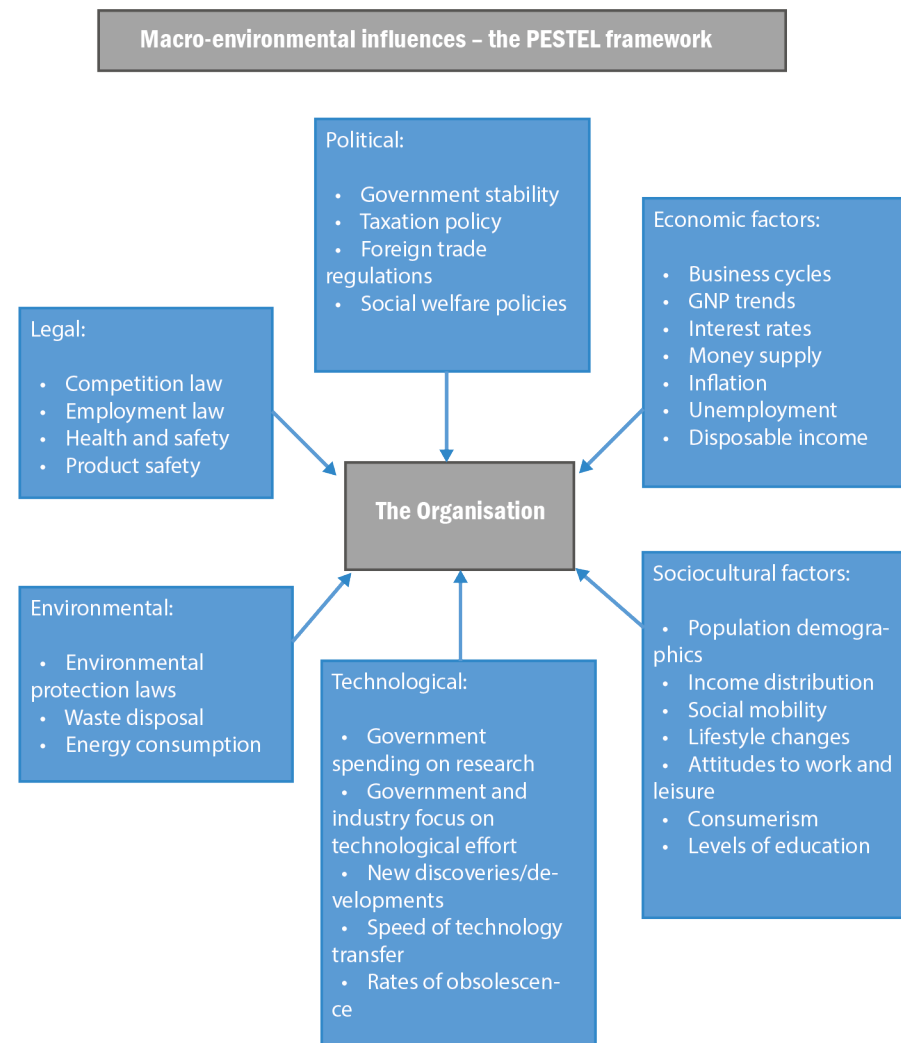 Macro-environmental influences – the PESTEL framework
Political:
• Government stability
• Taxation policy
• Foreign trade
regulations
• Social welfare policies
Economic factors:
• Business cycles
• GNP trends
• Interest rates
• Money supply
• Inflation
• Unemployment
• Disposable income
Legal:
• Competition law
• Employment law
• Health and safety
• Product safety
The Organisation
Sociocultural factors:
• Population demogra-
phics
• Income distribution
• Social mobility
• Lifestyle changes
• Attitudes to work and
leisure
• Consumerism
• Levels of education
Environmental:
• Environmental
protection laws
• Waste disposal
• Energy consumption
Technological:
• Government
spending on research
• Government and
industry focus on
technological effort
• New discoveries/de-
velopments
• Speed of technology
transfer
• Rates of obsolescen-
ce